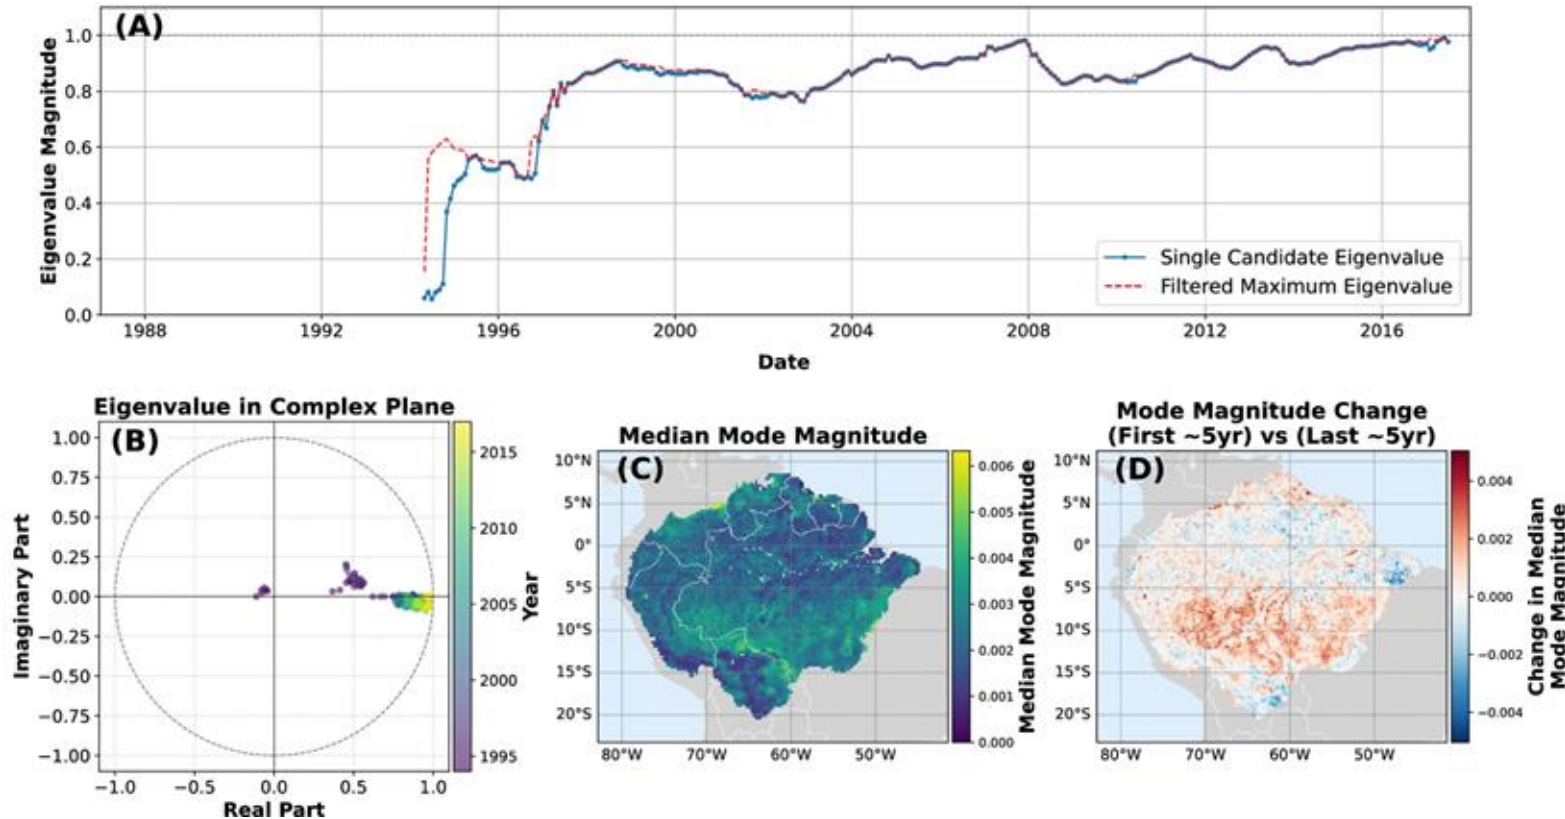 (A)
Eigenvalue Magnitude
1.0
0.8
0.6
0.4
0.2
0.0
1988
1992
1996
2000
2004
2008
2012
2016
Date
Single Candidate Eigenvalue
Filtered Maximum Eigenvalue
Eigenvalue in Complex Plane
(B)
Imaginary Part
1.00
0.75
0.50
0.25
0.00
−0.25
−0.50
−0.75
−1.00
−1.0
−0.5
0.0
0.5
1.0
Real Part
2015
2010
2005
2000
1995
Year
Median Mode Magnitude
(C)
10°N
5°N
0°
5°S
10°S
15°S
20°S
80°W
70°W
60°W
50°W
0.006
0.005
0.004
0.003
0.002
0.001
0.000
Median Mode Magnitude
Mode Magnitude Change
(First ~5yr) vs (Last ~5yr)
(D)
10°N
5°N
0°
5°S
10°S
15°S
20°S
80°W
70°W
60°W
50°W
0.004
0.002
0.000
−0.002
−0.004
Change in Median
Mode Magnitude